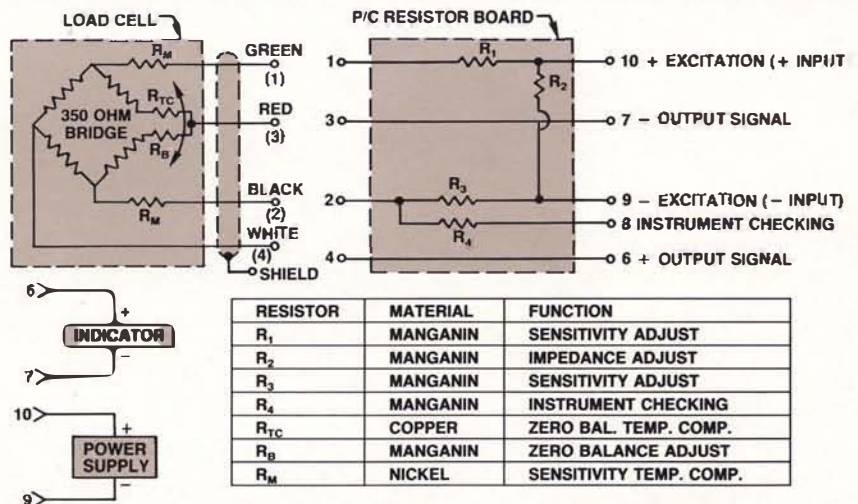 LOAD CELL
R_M
GREEN
(1)
R_TC
350 OHM
BRIDGE
RED
(3)
R_B
BLACK
(2)
R_M
WHITE
(4)
SHIELD
P/C RESISTOR BOARD
1
R₁
10 + EXCITATION (+ INPUT
R₂
3
7 - OUTPUT SIGNAL
2
R₃
9 - EXCITATION (- INPUT)
R₄
8 INSTRUMENT CHECKING
4
6 + OUTPUT SIGNAL
6
+
INDICATOR
-
7
10
+
POWER
SUPPLY
-
9
RESISTOR MATERIAL FUNCTION
R₁ MANGANIN SENSITIVITY ADJUST
R₂ MANGANIN IMPEDANCE ADJUST
R₃ MANGANIN SENSITIVITY ADJUST
R₄ MANGANIN INSTRUMENT CHECKING
R_TC COPPER ZERO BAL. TEMP. COMP.
R_B MANGANIN ZERO BALANCE ADJUST
R_M NICKEL SENSITIVITY TEMP. COMP.